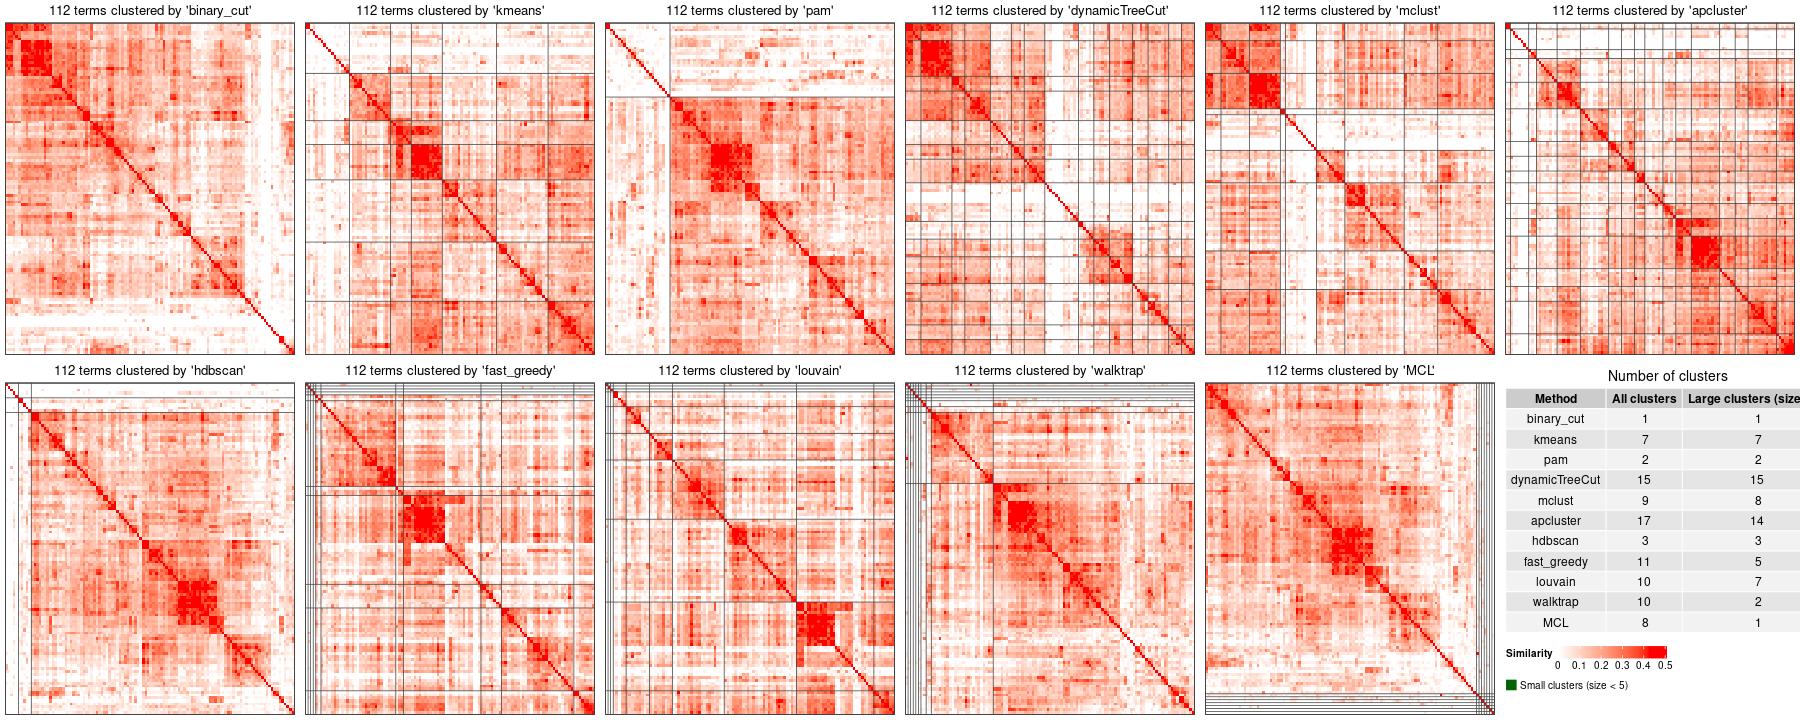 112 terms clustered by 'binary_cut'
112 terms clustered by 'kmeans'
112 terms clustered by 'pam'
112 terms clustered by 'dynamicTreeCut'
112 terms clustered by 'mclust'
112 terms clustered by 'apcluster'
112 terms clustered by 'hdbscan'
112 terms clustered by 'fast_greedy'
112 terms clustered by 'louvain'
112 terms clustered by 'walktrap'
112 terms clustered by 'MCL'
Number of clusters
Method All clusters Large clusters (size
binary_cut 1 1
kmeans 7 7
pam 2 2
dynamicTreeCut 15 15
mclust 9 8
apcluster 17 14
hdbscan 3 3
fast_greedy 11 5
louvain 10 7
walktrap 10 2
MCL 8 1
Similarity
0 0.1 0.2 0.3 0.4 0.5
Small clusters (size < 5)